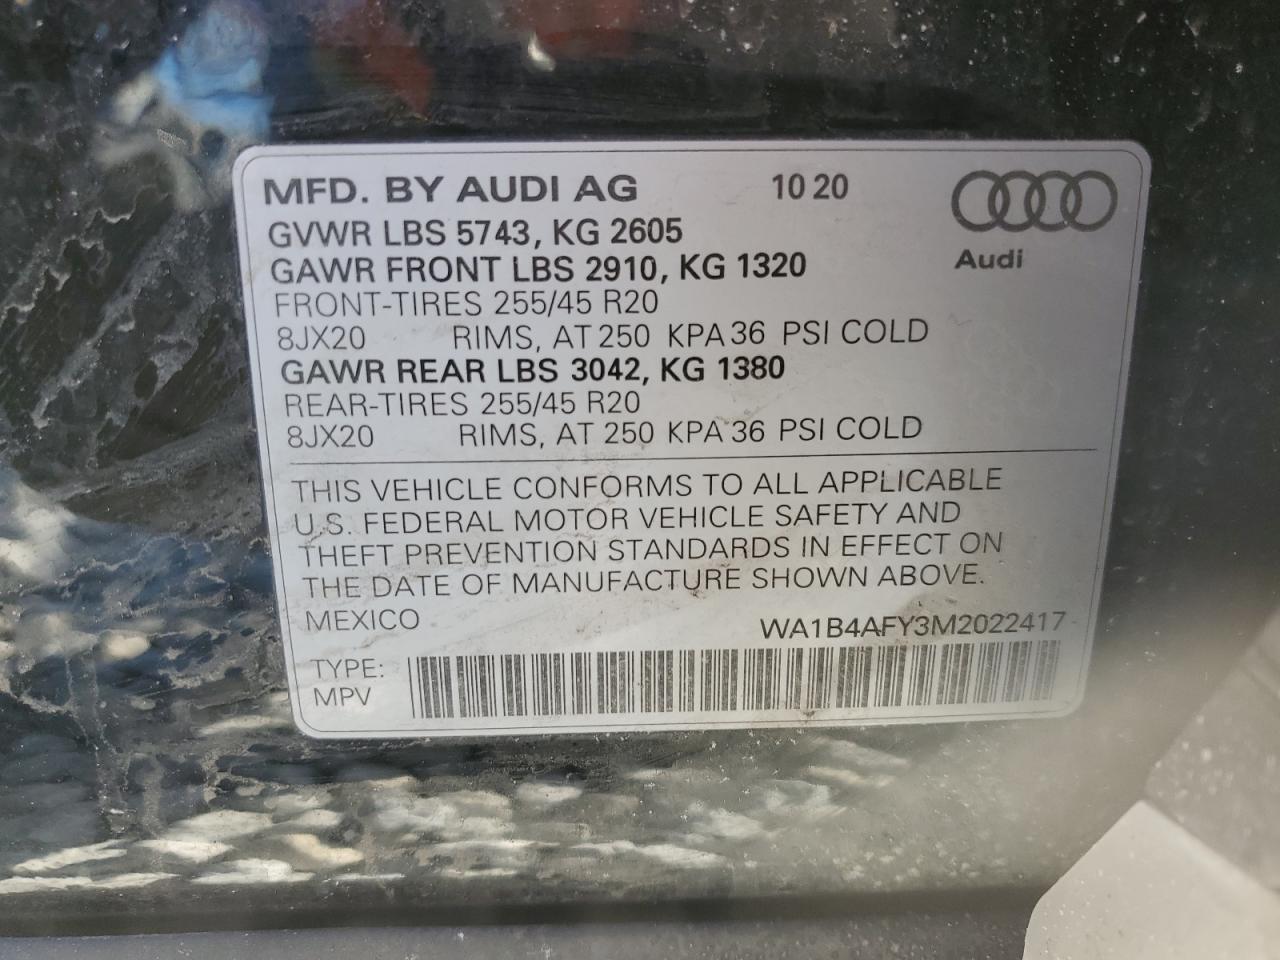 MFD. BY AUDI AG 10 20
Audi
GVWR LBS 5743, KG 2605
GAWR FRONT LBS 2910, KG 1320
FRONT-TIRES 255/45 R20
8JX20 RIMS, AT 250 KPA 36 PSI COLD
GAWR REAR LBS 3042, KG 1380
REAR-TIRES 255/45 R20
8JX20 RIMS, AT 250 KPA 36 PSI COLD
THIS VEHICLE CONFORMS TO ALL APPLICABLE
U.S. FEDERAL MOTOR VEHICLE SAFETY AND
THEFT PREVENTION STANDARDS IN EFFECT ON
THE DATE OF MANUFACTURE SHOWN ABOVE.
MEXICO WA1B4AFY3M2022417
TYPE:
MPV